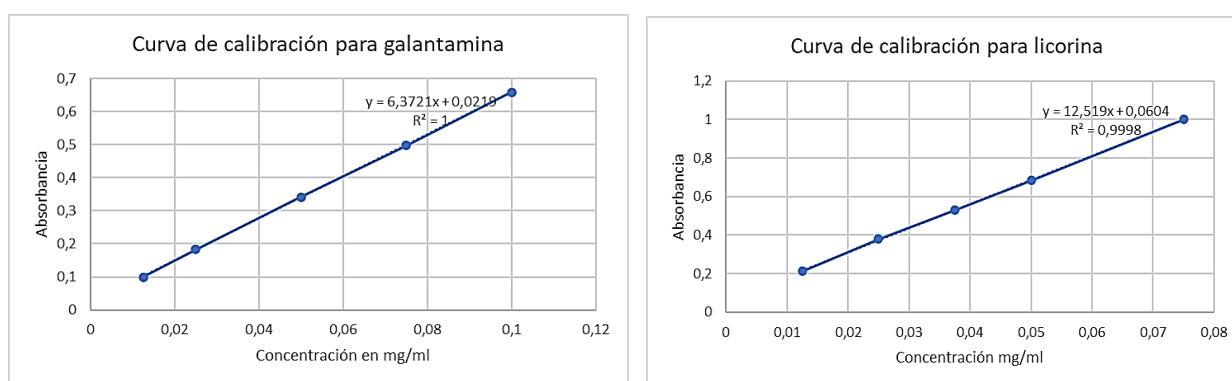 Curva de calibración para galantamina
Absorbancia
0,7
0,6
0,5
0,4
0,3
0,2
0,1
0
y = 6,3721x + 0,0219
R² = 1
0 0,02 0,04 0,06 0,08 0,1 0,12
Concentración en mg/ml
Curva de calibración para licorina
Absorbancia
1,2
1
0,8
0,6
0,4
0,2
0
y = 12,519x + 0,0604
R² = 0,9998
0 0,01 0,02 0,03 0,04 0,05 0,06 0,07 0,08
Concentración mg/ml